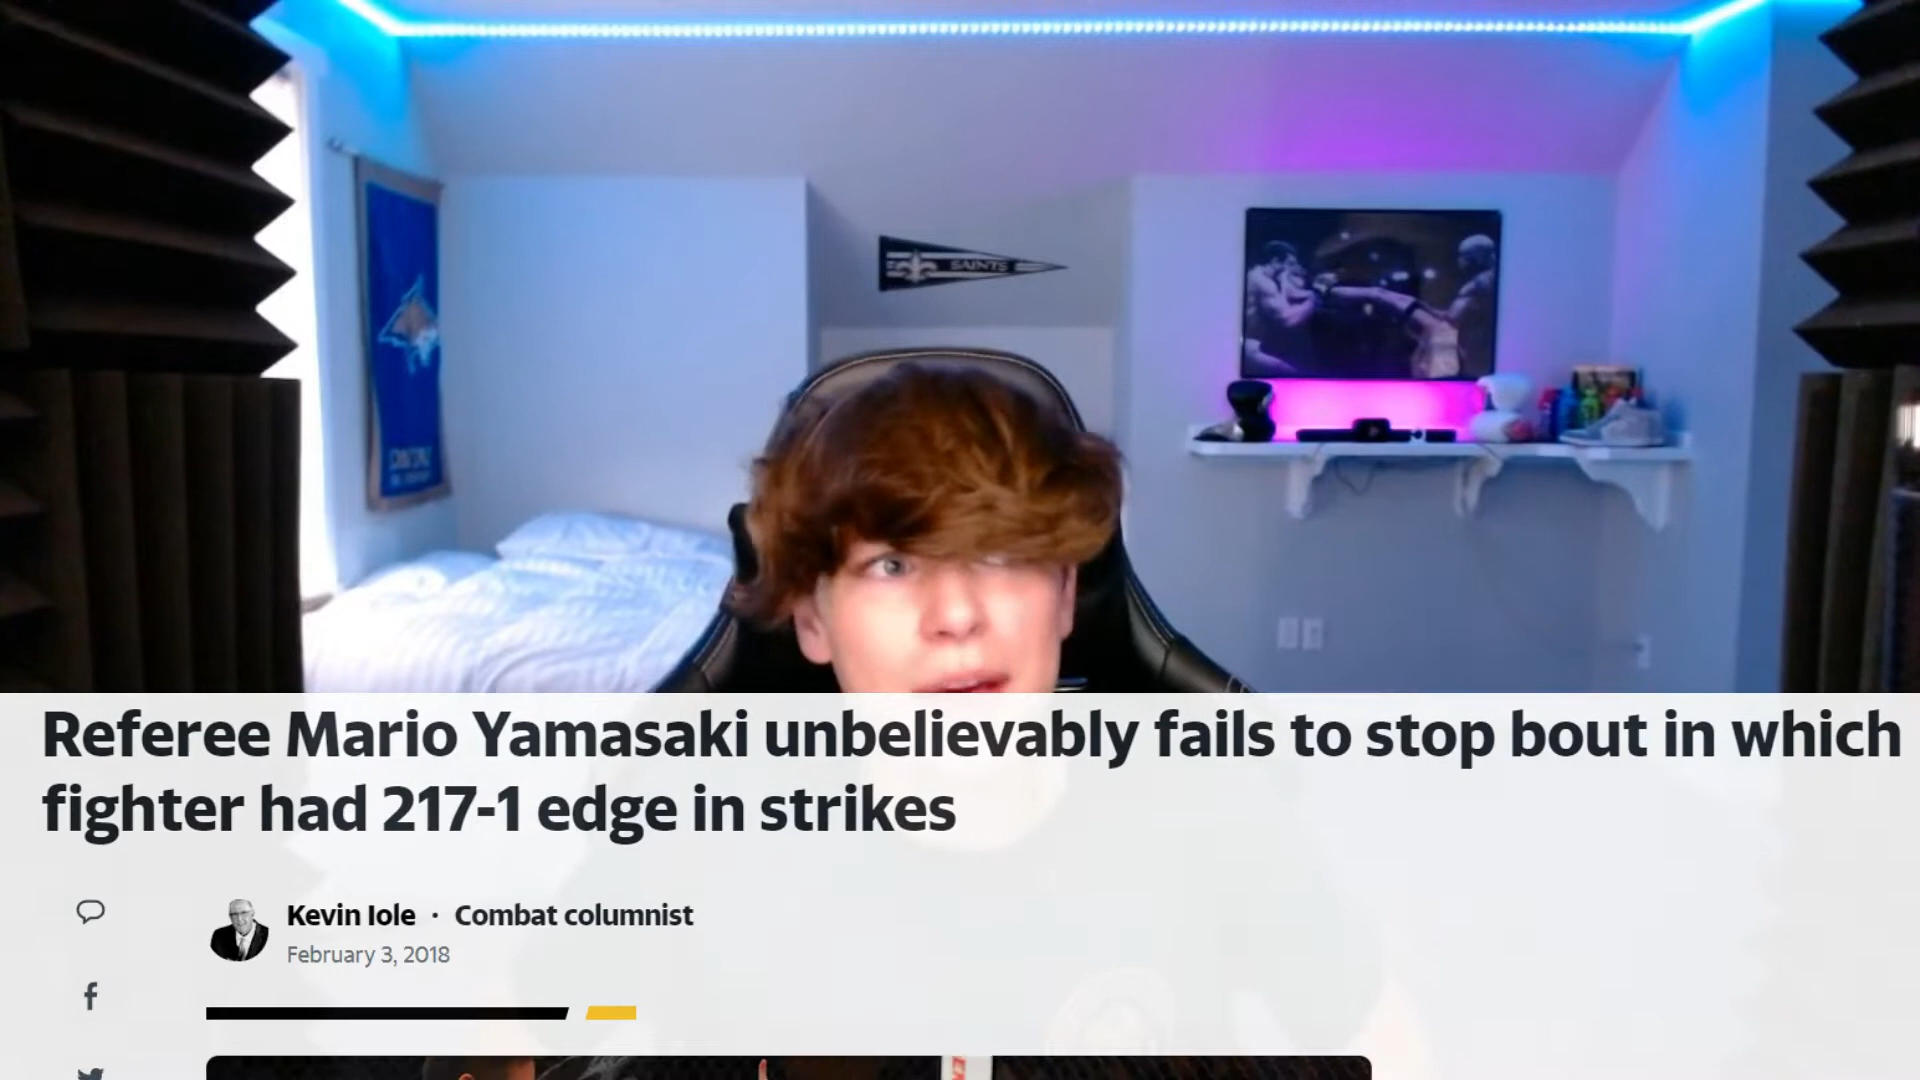 SAINTS
Referee Mario Yamasaki unbelievably fails to stop bout in which
fighter had 217-1 edge in strikes
Kevin Iole · Combat columnist
February 3, 2018